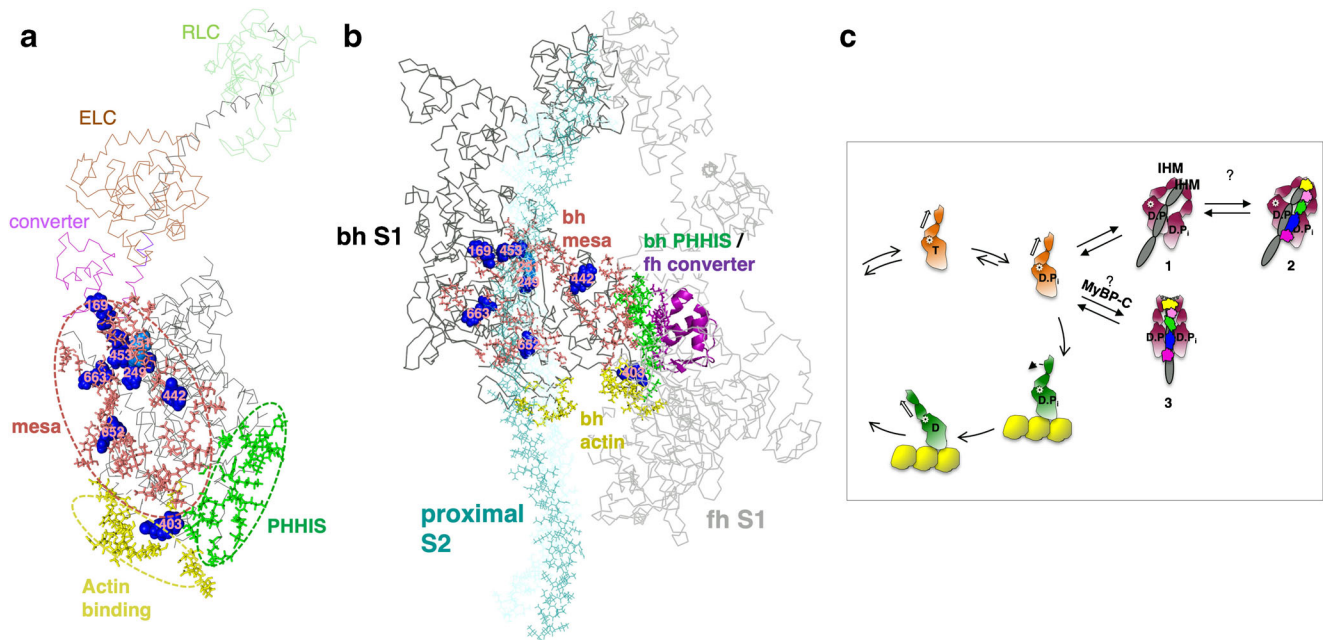 a
RLC
ELC
converter
169
453
249
663
442
mesa
403
PHHIS
Actin
binding
b
bh S1
bh
mesa
169
453
249
442
663
652
bh PHHIS /
fh converter
403
bh
actin
proximal
S2
fh S1
c
T
D.Pi
IHM
IHM
?
D.Pi
D.Pi
D.Pi
1
2
?
MyBP-C
D.P
D.Pi
3
D.Pi
D